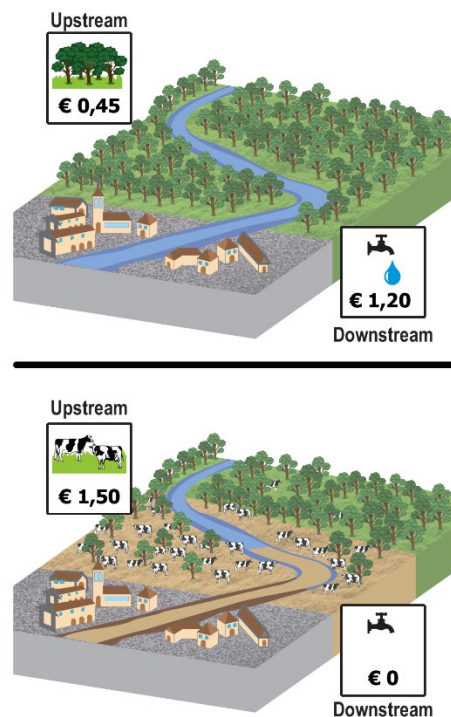 Upstream
€ 0,45
€ 1,20
Downstream
Upstream
€ 1,50
€ 0
Downstream